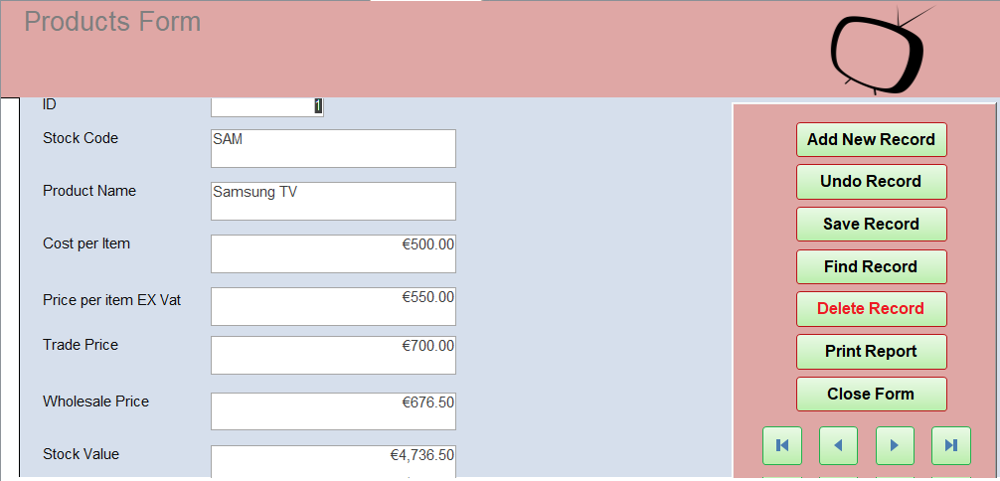 Products Form
ID 1
Stock Code SAM
Product Name Samsung TV
Cost per Item €500.00
Price per item EX Vat €550.00
Trade Price €700.00
Wholesale Price €676.50
Stock Value €4,736.50
Add New Record
Undo Record
Save Record
Find Record
Delete Record
Print Report
Close Form